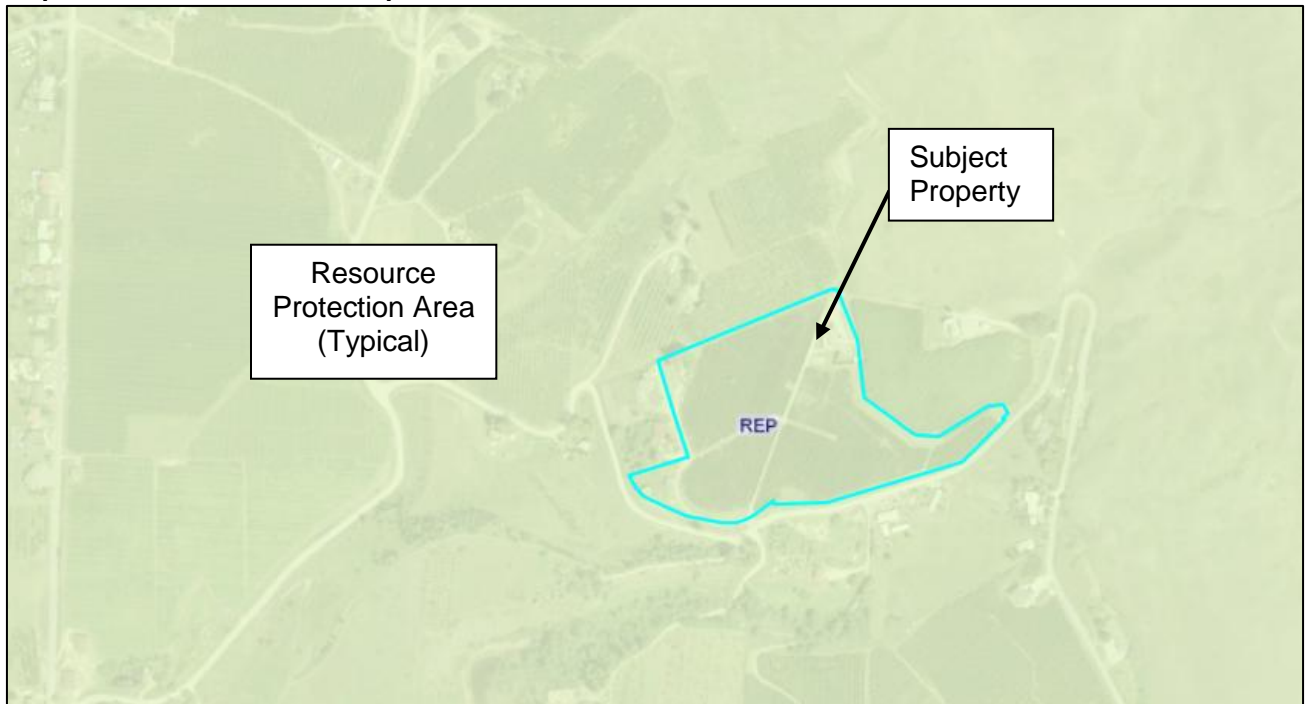 Subject
Property
Resource
Protection Area
(Typical)
REP